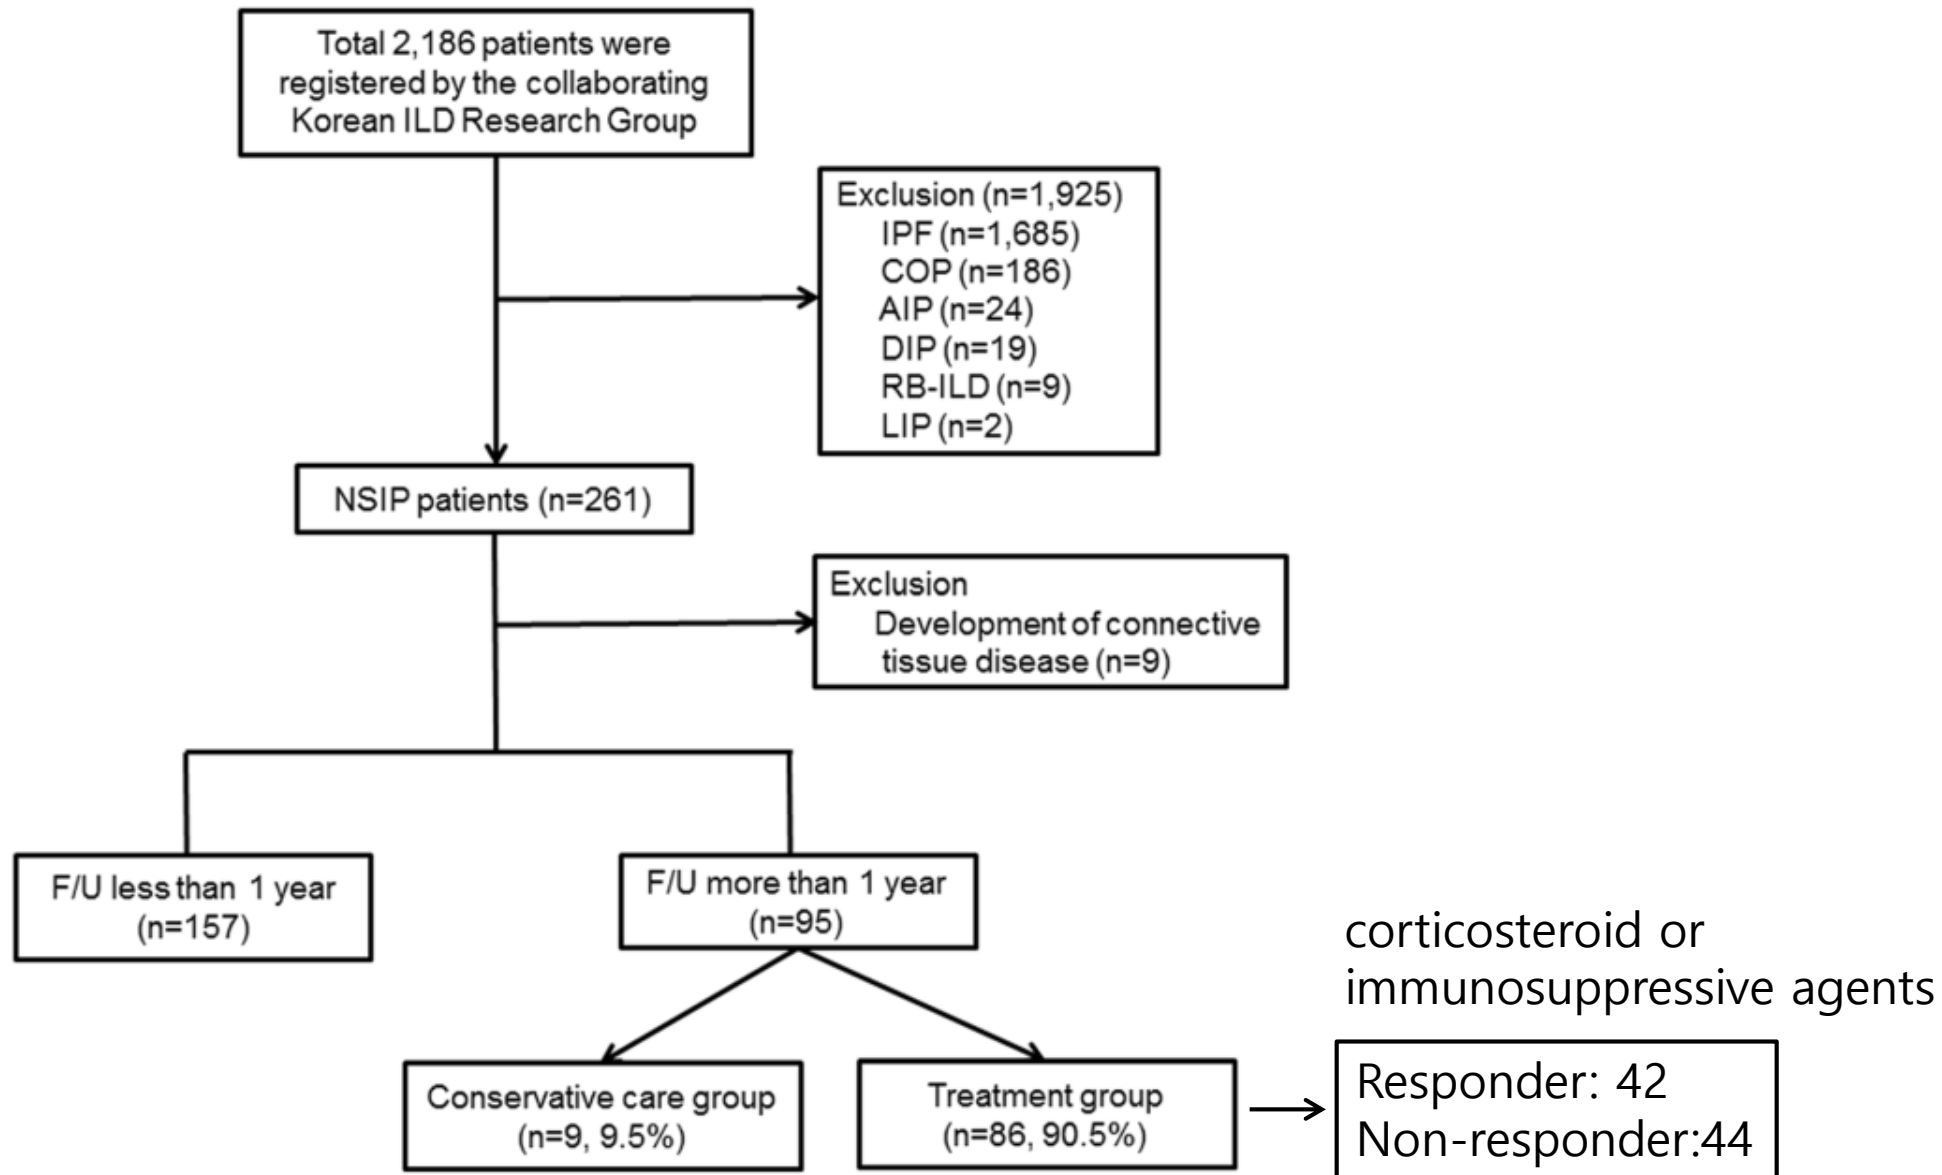 Total 2,186 patients were
registered by the collaborating
Korean ILD Research Group
Exclusion (n=1,925)
IPF (n=1,685)
COP (n=186)
AIP (n=24)
DIP (n=19)
RB-ILD (n=9)
LIP (n=2)
NSIP patients (n=261)
Exclusion
Development of connective
tissue disease (n=9)
F/U less than 1 year
(n=157)
F/U more than 1 year
(n=95)
Conservative care group
(n=9, 9.5%)
Treatment group
(n=86, 90.5%)
corticosteroid or
immunosuppressive agents
Responder: 42
Non-responder:44